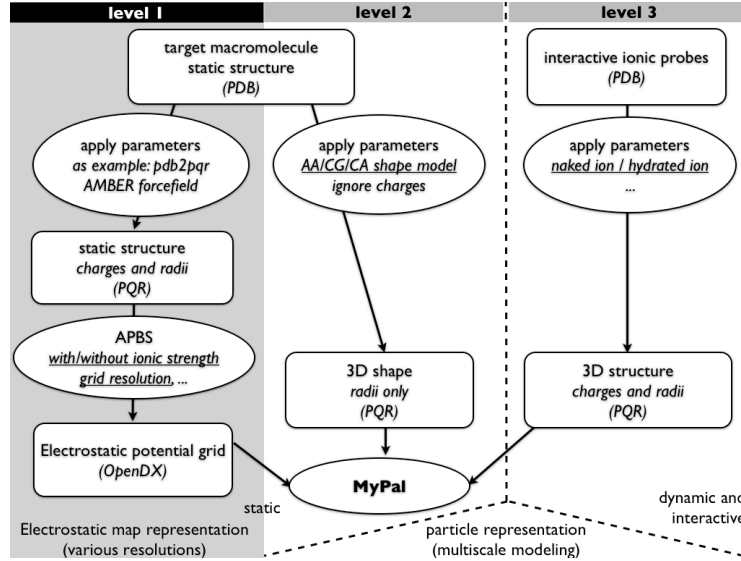 level 1
level 2
level 3
target macromolecule
static structure
(PDB)
interactive ionic probes
(PDB)
apply parameters
as example: pdb2pqr
AMBER forcefield
apply parameters
AA/CG/CA shape model
ignore charges
apply parameters
naked ion / hydrated ion
...
static structure
charges and radii
(PQR)
APBS
with/without ionic strength
grid resolution, ...
3D shape
radii only
(PQR)
3D structure
charges and radii
(PQR)
Electrostatic potential grid
(OpenDX)
MyPal
static
dynamic and
interactive
Electrostatic map representation
(various resolutions)
particle representation
(multiscale modeling)